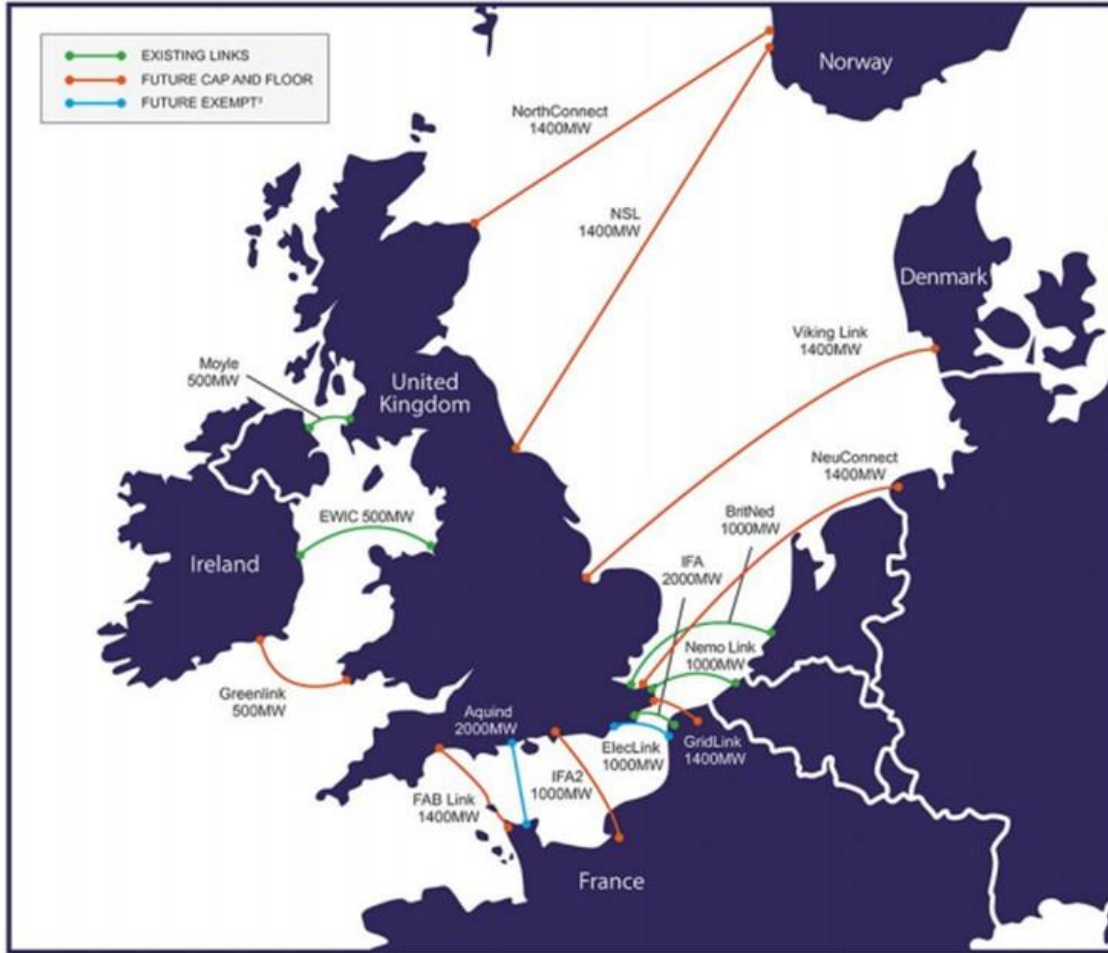 EXISTING LINKS
FUTURE CAP AND FLOOR
FUTURE EXEMPT³
Norway
NorthConnect
1400MW
NSL
1400MW
Denmark
Viking Link
1400MW
Moyle
500MW
United
Kingdom
NeuConnect
1400MW
BritNed
1000MW
EWIC 500MW
IFA
2000MW
Ireland
Nemo Link
1000MW
Greenlink
500MW
Aquind
2000MW
ElecLink
1000MW
GridLink
1400MW
IFA2
1000MW
FAB Link
1400MW
France